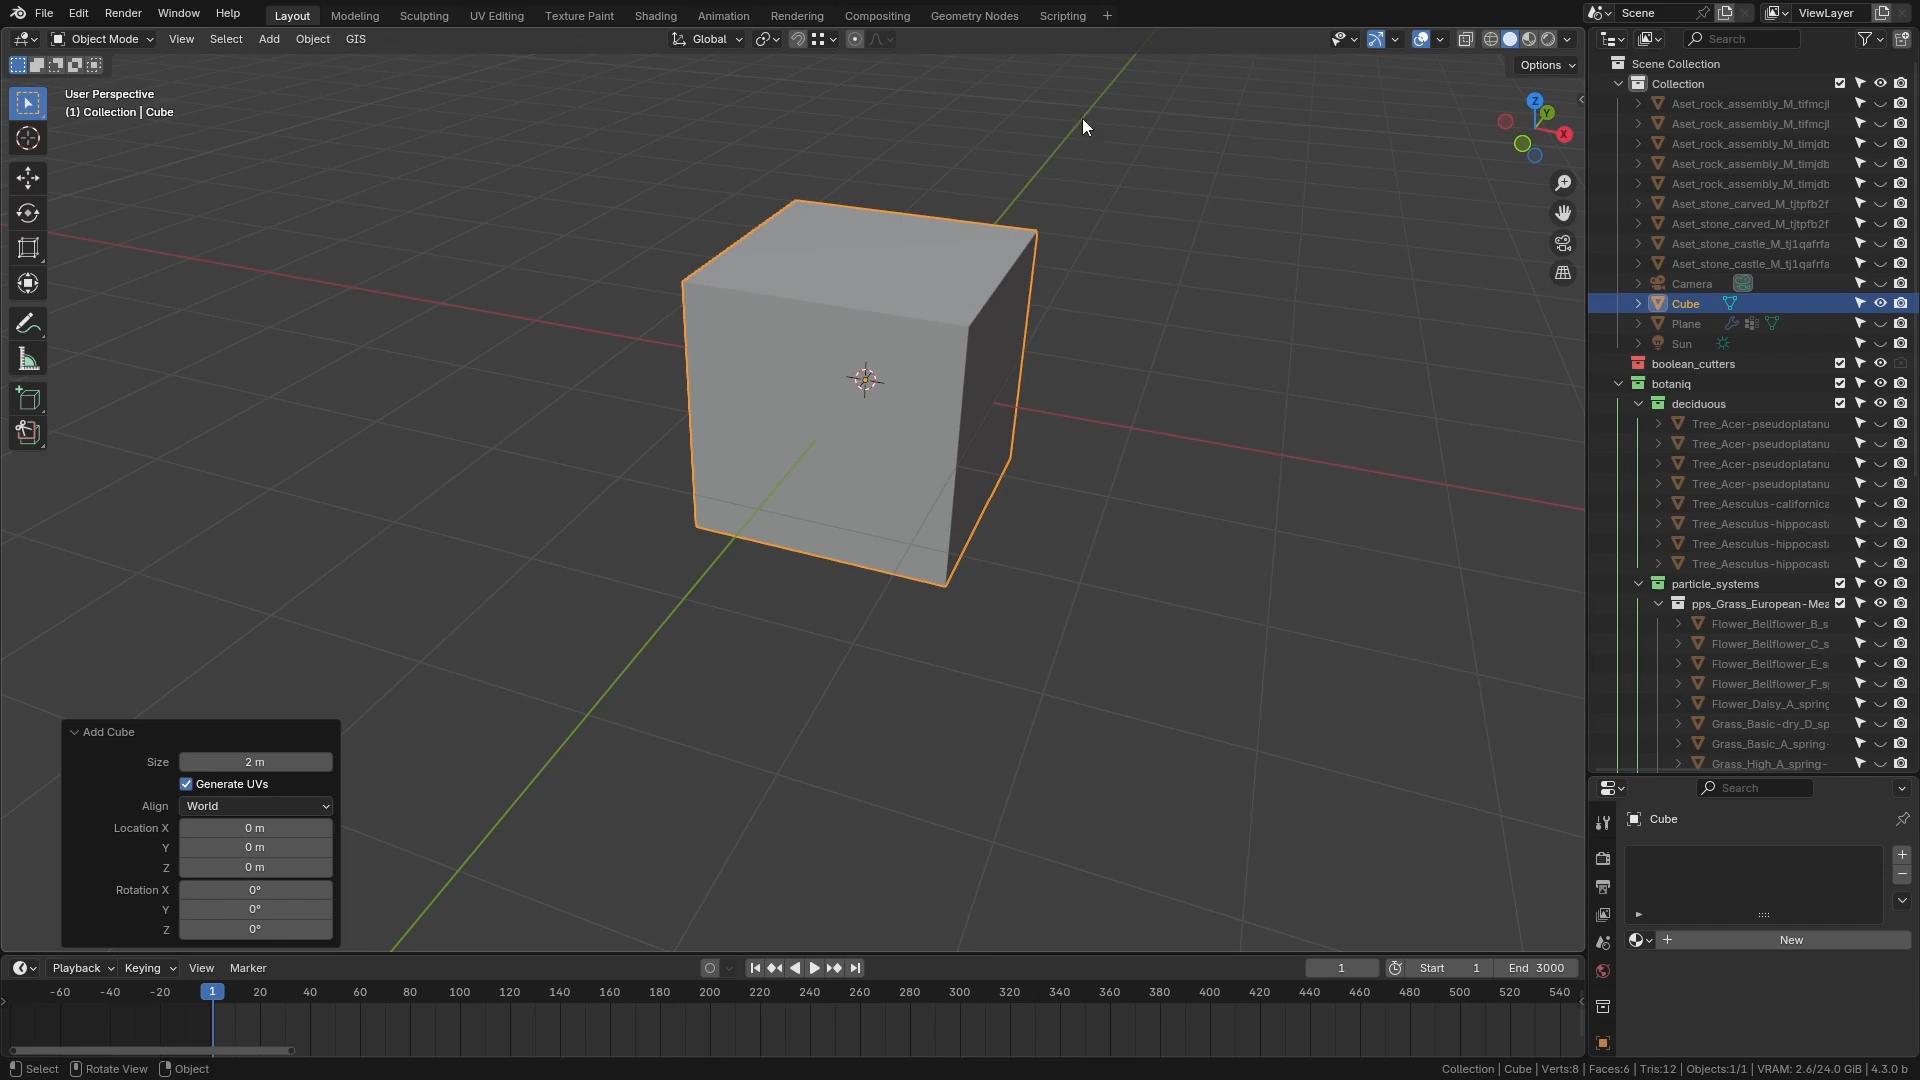 File Edit Render Window Help Layout Modeling Sculpting UV Editing Texture Paint Shading Animation Rendering Compositing Geometry Nodes Scripting + Scene ViewLayer
Object Mode View Select Add Object GIS Global Search
Options
User Perspective
(1) Collection | Cube
Z
Y
X
Scene Collection
Collection
Aset_rock_assembly_M_tifmcjl
Aset_rock_assembly_M_tifmcjl
Aset_rock_assembly_M_timjdb
Aset_rock_assembly_M_timjdb
Aset_rock_assembly_M_timjdb
Aset_stone_carved_M_tjtpfb2f
Aset_stone_carved_M_tjtpfb2f
Aset_stone_castle_M_tj1qafrfa
Aset_stone_castle_M_tj1qafrfa
Camera
Cube
Plane
Sun
boolean_cutters
botaniq
deciduous
Tree_Acer-pseudoplatanu
Tree_Acer-pseudoplatanu
Tree_Acer-pseudoplatanu
Tree_Acer-pseudoplatanu
Tree_Aesculus-californica
Tree_Aesculus-hippocast
Tree_Aesculus-hippocast
Tree_Aesculus-hippocast
particle_systems
pps_Grass_European-Mea
Flower_Bellflower_B_s
Flower_Bellflower_C_s
Flower_Bellflower_E_s
Flower_Bellflower_F_s
Flower_Daisy_A_spring
Grass_Basic-dry_D_sp
Grass_Basic_A_spring-
Grass_High_A_spring-
Add Cube
Size 2 m
Generate UVs
Align World
Location X 0 m
Y 0 m
Z 0 m
Rotation X 0°
Y 0°
Z 0°
Search
Cube
New
Playback Keying View Marker 1 Start 1 End 3000
-60 -40 -20 1 20 40 60 80 100 120 140 160 180 200 220 240 260 280 300 320 340 360 380 400 420 440 460 480 500 520 540
Select Rotate View Object Collection | Cube | Verts:8 | Faces:6 | Tris:12 | Objects:1/1 | VRAM: 2.6/24.0 GiB | 4.3.0 b